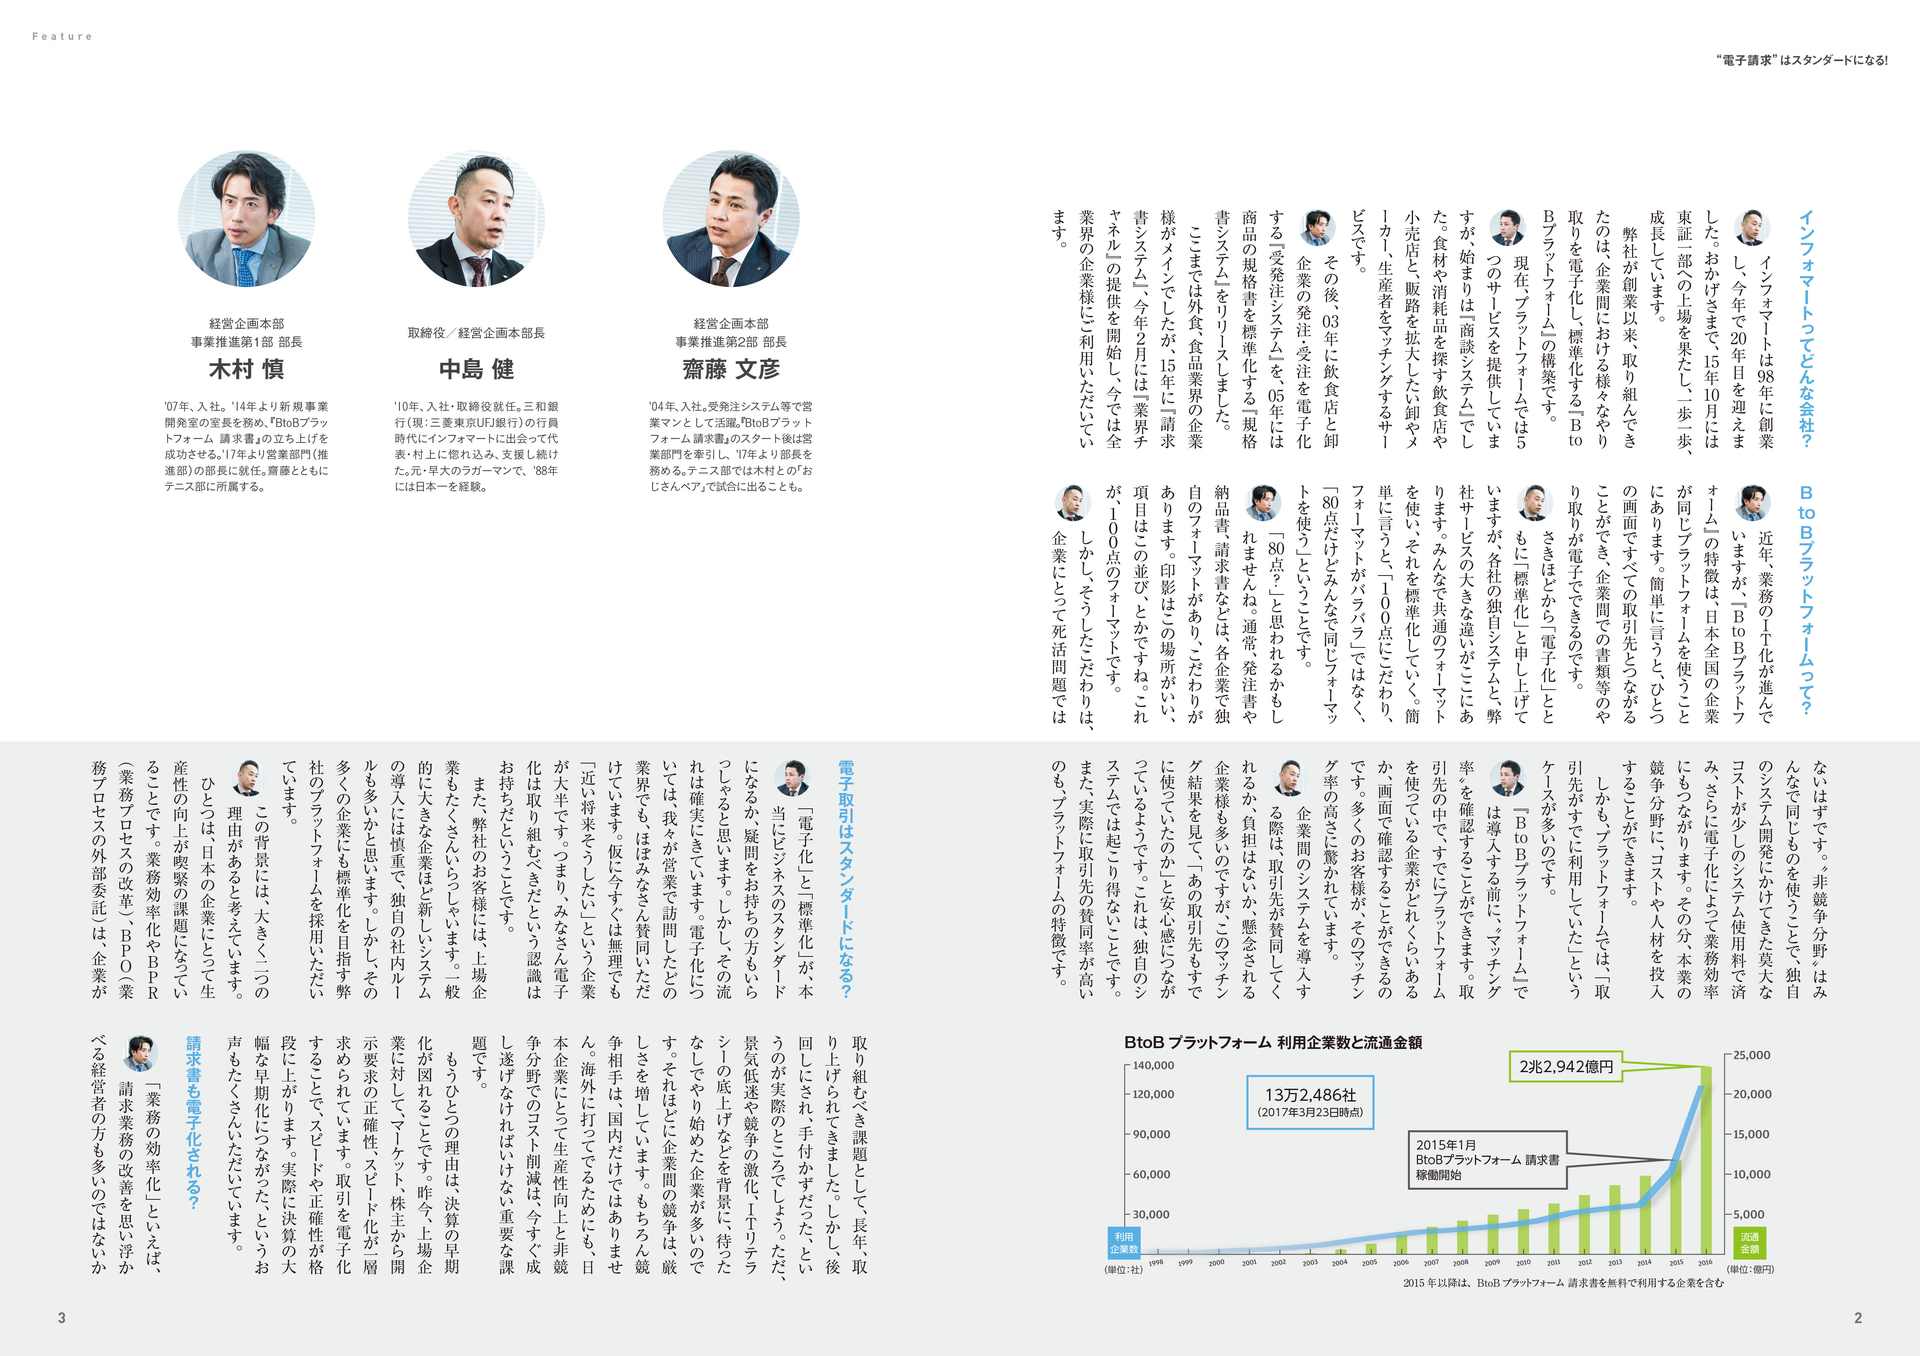 Feature
“電子請求”はスタンダードになる!
インフォマートってどんな会社?
インフォマートは98年に創業
し、今年で20年目を迎えま
した。おかげさまで、15年10月には
東証一部への上場を果たし、一歩一歩、
成長しています。
弊社が創業以来、取り組んでき
たのは、企業間における様々なやり
取りを電子化し、標準化する『Bto
Bプラットフォーム』の構築です。
現在、プラットフォームでは5
つのサービスを提供していま
すが、始まりは『商談システム』でし
た。食材や消耗品を探す飲食店や
小売店と、販路を拡大したい卸やメ
ーカー、生産者をマッチングするサー
ビスです。
その後、03年に飲食店と卸
企業の発注・受注を電子化
する『受発注システム』を、05年には
商品の規格書を標準化する『規格
書システム』をリリースしました。
ここまでは外食、食品業界の企業
様がメインでしたが、15年に『請求
書システム』、今年2月には『業界チ
ャネル』の提供を開始し、今では全
業界の企業様にご利用いただいてい
ます。
BtoBプラットフォームって?
近年、業務のIT化が進んで
いますが、『BtoBプラットフ
ォーム』の特徴は、日本全国の企業
が同じプラットフォームを使うこと
にあります。簡単に言うと、ひとつ
の画面ですべての取引先とつながる
ことができ、企業間での書類等のや
り取りが電子でできるのです。
さきほどから「電子化」とと
もに「標準化」と申し上げて
いますが、各社の独自システムと、弊
社サービスの大きな違いがここにあ
ります。みんなで共通のフォーマット
を使い、それを標準化していく。簡
単に言うと、「100点にこだわり、
フォーマットがバラバラ」ではなく、
「80点だけどみんなで同じフォーマッ
トを使う」ということです。
「80点?」と思われるかもし
れませんね。通常、発注書や
納品書、請求書などは、各企業で独
自のフォーマットがあり、こだわりが
あります。印影はこの場所がいい、
項目はこの並び、とかですね。これ
が、100点のフォーマットです。
しかし、そうしたこだわりは、
企業にとって死活問題では
ないはずです。“非競争分野”はみ
んなで同じものを使うことで、独自
のシステム開発にかけてきた莫大な
コストが少しのシステム使用料で済
み、さらに電子化によって業務効率
にもつながります。その分、本業の
競争分野に、コストや人材を投入
することができます。
しかも、プラットフォームでは、「取
引先がすでに利用していた」という
ケースが多いのです。
『BtoBプラットフォーム』で
は導入する前に、“マッチング
率”を確認することができます。取
引先の中で、すでにプラットフォーム
を使っている企業がどれくらいある
か、画面で確認することができるの
です。多くのお客様が、そのマッチン
グ率の高さに驚かれています。
企業間のシステムを導入す
る際は、取引先が賛同してく
れるか、負担はないか、懸念される
企業様も多いのですが、このマッチン
グ結果を見て、「あの取引先もすで
に使っていたのか」と安心感につなが
っているようです。これは、独自のシ
ステムでは起こり得ないことです。
また、実際に取引先の賛同率が高い
のも、プラットフォームの特徴です。
BtoB プラットフォーム 利用企業数と流通金額
140,000
120,000
90,000
60,000
30,000
利用
企業数
(単位:社)
13万2,486社
(2017年3月23日時点)
2兆2,942億円
2015年1月
BtoBプラットフォーム 請求書
稼働開始
25,000
20,000
15,000
10,000
5,000
流通
金額
(単位:億円)
1998 1999 2000 2001 2002 2003 2004 2005 2006 2007 2008 2009 2010 2011 2012 2013 2014 2015 2016
2015年以降は、BtoBプラットフォーム 請求書を無料で利用する企業を含む
2
経営企画本部
事業推進第1部 部長
木村 慎
'07年、入社。'14年より新規事業
開発室の室長を務め、『BtoBプラッ
トフォーム 請求書』の立ち上げを
成功させる。'17年より営業部門(推
進部)の部長に就任。齋藤とともに
テニス部に所属する。
取締役／経営企画本部長
中島 健
'10年、入社・取締役就任。三和銀
行(現:三菱東京UFJ銀行)の行員
時代にインフォマートに出会って代
表・村上に惚れ込み、支援し続け
た。元・早大のラガーマンで、'88年
には日本一を経験。
経営企画本部
事業推進第2部 部長
齋藤 文彦
'04年、入社。受発注システム等で営
業マンとして活躍。『BtoBプラット
フォーム 請求書』のスタート後は営
業部門を牽引し、'17年より部長を
務める。テニス部では木村との「お
じさんペア」で試合に出ることも。
電子取引はスタンダードになる?
「電子化」と「標準化」が、本
当にビジネスのスタンダード
になるか、疑問をお持ちの方もいら
っしゃると思います。しかし、その流
れは確実にきています。電子化につ
いては、我々が営業で訪問したどの
業界でも、ほぼみなさん賛同いただ
けています。仮に今すぐは無理でも
「近い将来そうしたい」という企業
が大半です。つまり、みなさん電子
化は取り組むべきだという認識は
お持ちだということです。
また、弊社のお客様には、上場企
業もたくさんいらっしゃいます。一般
的に大きな企業ほど新しいシステム
の導入には慎重で、独自の社内ルー
ルも多いかと思います。しかし、その
多くの企業にも標準化を目指す弊
社のプラットフォームを採用いただい
ています。
この背景には、大きく二つの
理由があると考えています。
ひとつは、日本の企業にとって生
産性の向上が喫緊の課題になってい
ることです。業務効率化やBPR
(業務プロセスの改革)、BPO(業
務プロセスの外部委託)は、企業が
取り組むべき課題として、長年、取
り上げられてきました。しかし、後
回しにされ、手付かずだった、とい
うのが実際のところでしょう。ただ、
景気低迷や競争の激化、ITリテラ
シーの底上げなどを背景に、待った
なしでやり始めた企業が多いので
す。それほどに企業間の競争は、厳
しさを増しています。もちろん競
争相手は、国内だけではありませ
ん。海外に打ってでるためにも、日
本企業にとって生産性向上と非競
争分野でのコスト削減は、今すぐ成
し遂げなければいけない重要な課
題です。
もうひとつの理由は、決算の早期
化が図れることです。昨今、上場企
業に対して、マーケット、株主から開
示要求の正確性、スピード化が一層
求められています。取引を電子化
することで、スピードや正確性が格
段に上がります。実際に決算の大
幅な早期化につながった、というお
声もたくさんいただいています。
請求書も電子化される?
「業務の効率化」といえば、
請求業務の改善を思い浮か
べる経営者の方も多いのではないか
3